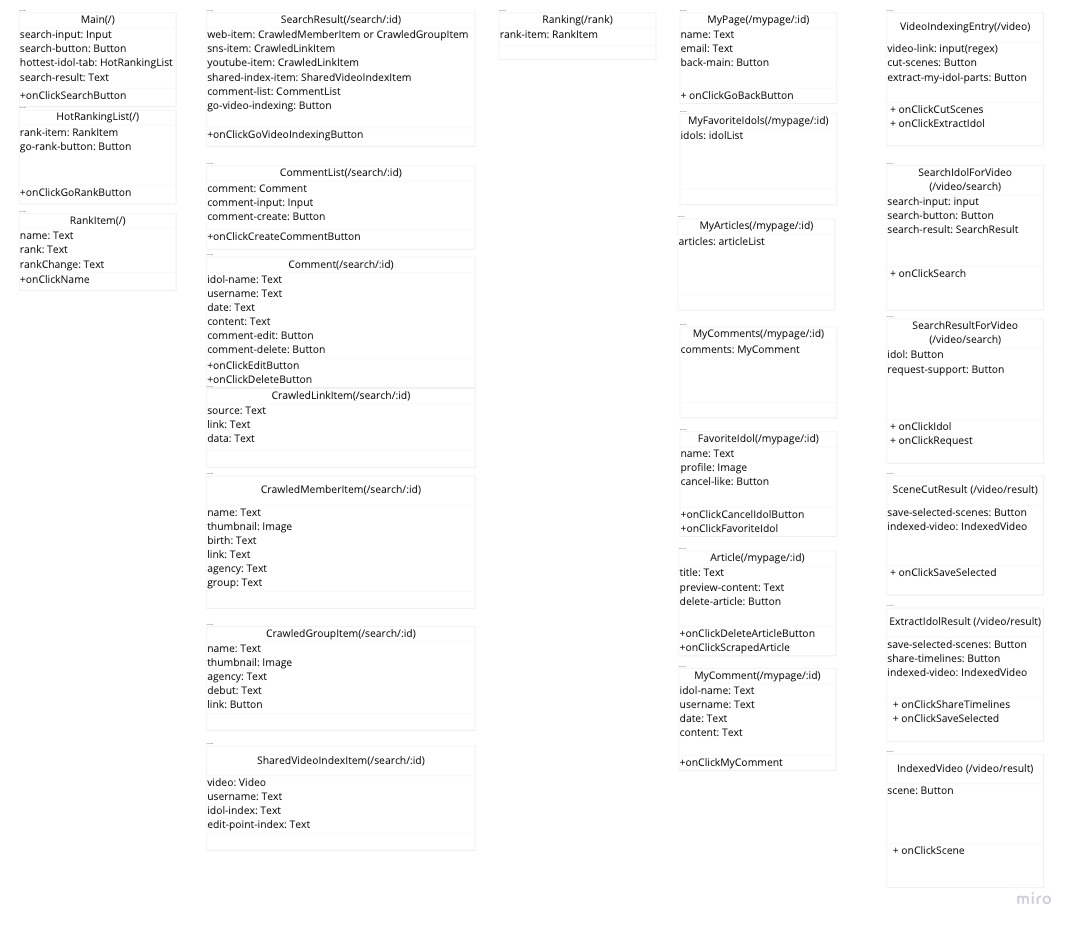 Main(/)
search-input: Input
search-button: Button
hottest-idol-tab: HotRankingList
search-result: Text
+onClickSearchButton
HotRankingList(/)
rank-item: RankItem
go-rank-button: Button
+onClickGoRankButton
RankItem(/)
name: Text
rank: Text
rankChange: Text
+onClickName
SearchResult(/search/:id)
web-item: CrawledMemberItem or CrawledGroupItem
sns-item: CrawledLinkItem
youtube-item: CrawledLinkItem
shared-index-item: SharedVideoIndexItem
comment-list: CommentList
go-video-indexing: Button
+onClickGoVideoIndexingButton
CommentList(/search/:id)
comment: Comment
comment-input: Input
comment-create: Button
+onClickCreateCommentButton
Comment(/search/:id)
idol-name: Text
username: Text
date: Text
content: Text
comment-edit: Button
comment-delete: Button
+onClickEditButton
+onClickDeleteButton
CrawledLinkItem(/search/:id)
source: Text
link: Text
data: Text
CrawledMemberItem(/search/:id)
name: Text
thumbnail: Image
birth: Text
link: Text
agency: Text
group: Text
CrawledGroupItem(/search/:id)
name: Text
thumbnail: Image
agency: Text
debut: Text
link: Button
SharedVideoIndexItem(/search/:id)
video: Video
username: Text
idol-index: Text
edit-point-index: Text
Ranking(/rank)
rank-item: RankItem
MyPage(/mypage/:id)
name: Text
email: Text
back-main: Button
+ onClickGoBackButton
MyFavoriteIdols(/mypage/:id)
idols: idolList
MyArticles(/mypage/:id)
articles: articleList
MyComments(/mypage/:id)
comments: MyComment
FavoriteIdol(/mypage/:id)
name: Text
profile: Image
cancel-like: Button
+onClickCancelIdolButton
+onClickFavoriteIdol
Article(/mypage/:id)
title: Text
preview-content: Text
delete-article: Button
+onClickDeleteArticleButton
+onClickScrapedArticle
MyComment(/mypage/:id)
idol-name: Text
username: Text
date: Text
content: Text
+onClickMyComment
VideoIndexingEntry(/video)
video-link: input(regex)
cut-scenes: Button
extract-my-idol-parts: Button
+ onClickCutScenes
+ onClickExtractIdol
SearchIdolForVideo
(/video/search)
search-input: input
search-button: Button
search-result: SearchResult
+ onClickSearch
SearchResultForVideo
(/video/search)
idol: Button
request-support: Button
+ onClickIdol
+ onClickRequest
SceneCutResult (/video/result)
save-selected-scenes: Button
indexed-video: IndexedVideo
+ onClickSaveSelected
ExtractIdolResult (/video/result)
save-selected-scenes: Button
share-timelines: Button
indexed-video: IndexedVideo
+ onClickShareTimelines
+ onClickSaveSelected
IndexedVideo (/video/result)
scene: Button
+ onClickScene
miro